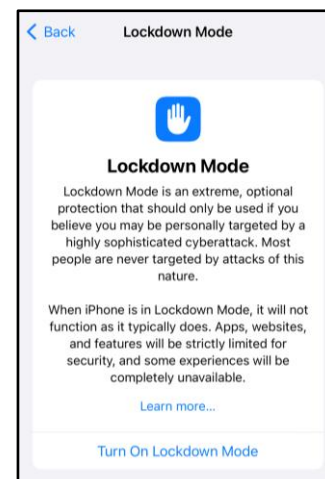 Back Lockdown Mode
Lockdown Mode
Lockdown Mode is an extreme, optional
protection that should only be used if you
believe you may be personally targeted by a
highly sophisticated cyberattack. Most
people are never targeted by attacks of this
nature.
When iPhone is in Lockdown Mode, it will not
function as it typically does. Apps, websites,
and features will be strictly limited for
security, and some experiences will be
completely unavailable.
Learn more...
Turn On Lockdown Mode